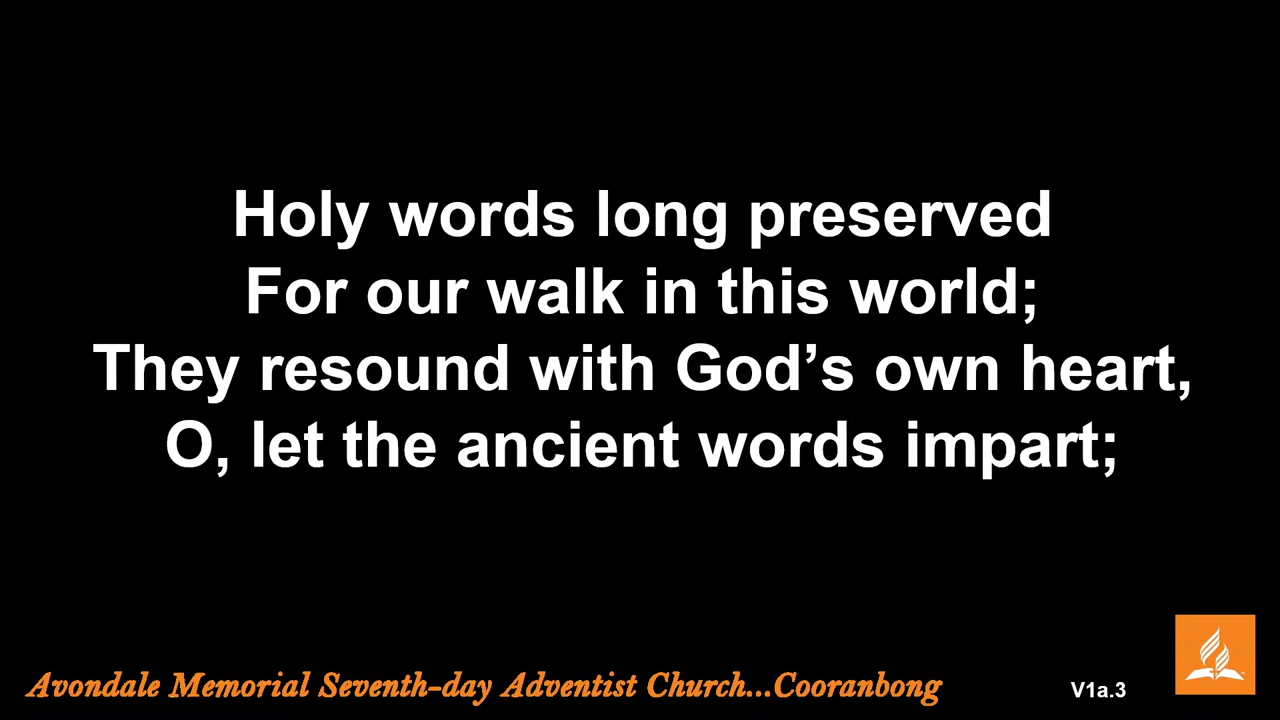 Holy words long preserved
For our walk in this world;
They resound with God’s own heart,
O, let the ancient words impart;
Avondale Memorial Seventh-day Adventist Church...Cooranbong
V1a.3